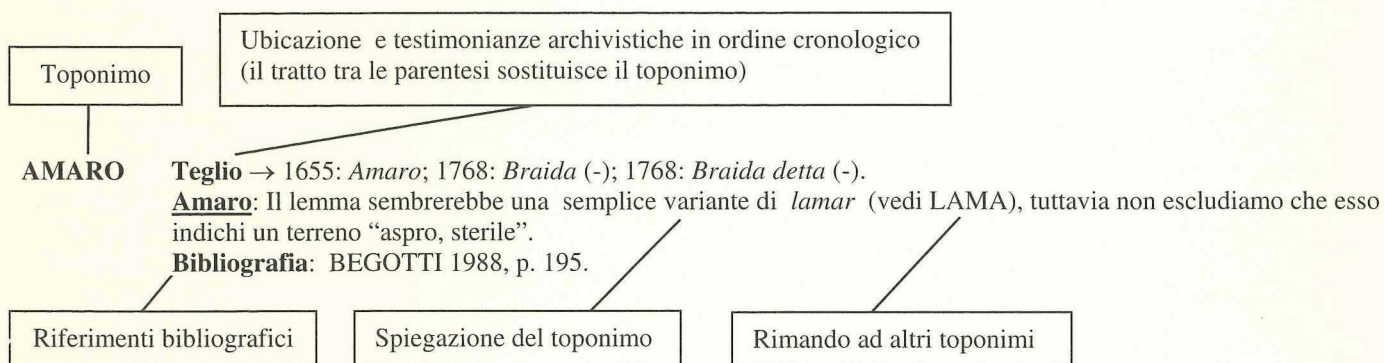 Toponimo
Ubicazione e testimonianze archivistiche in ordine cronologico
(il tratto tra le parentesi sostituisce il toponimo)
AMARO Teglio → 1655: Amaro; 1768: Braida (-); 1768: Braida detta (-).
Amaro: Il lemma sembrerebbe una semplice variante di lamar (vedi LAMA), tuttavia non escludiamo che esso
indichi un terreno “aspro, sterile”.
Bibliografia: BEGOTTI 1988, p. 195.
Riferimenti bibliografici
Spiegazione del toponimo
Rimando ad altri toponimi